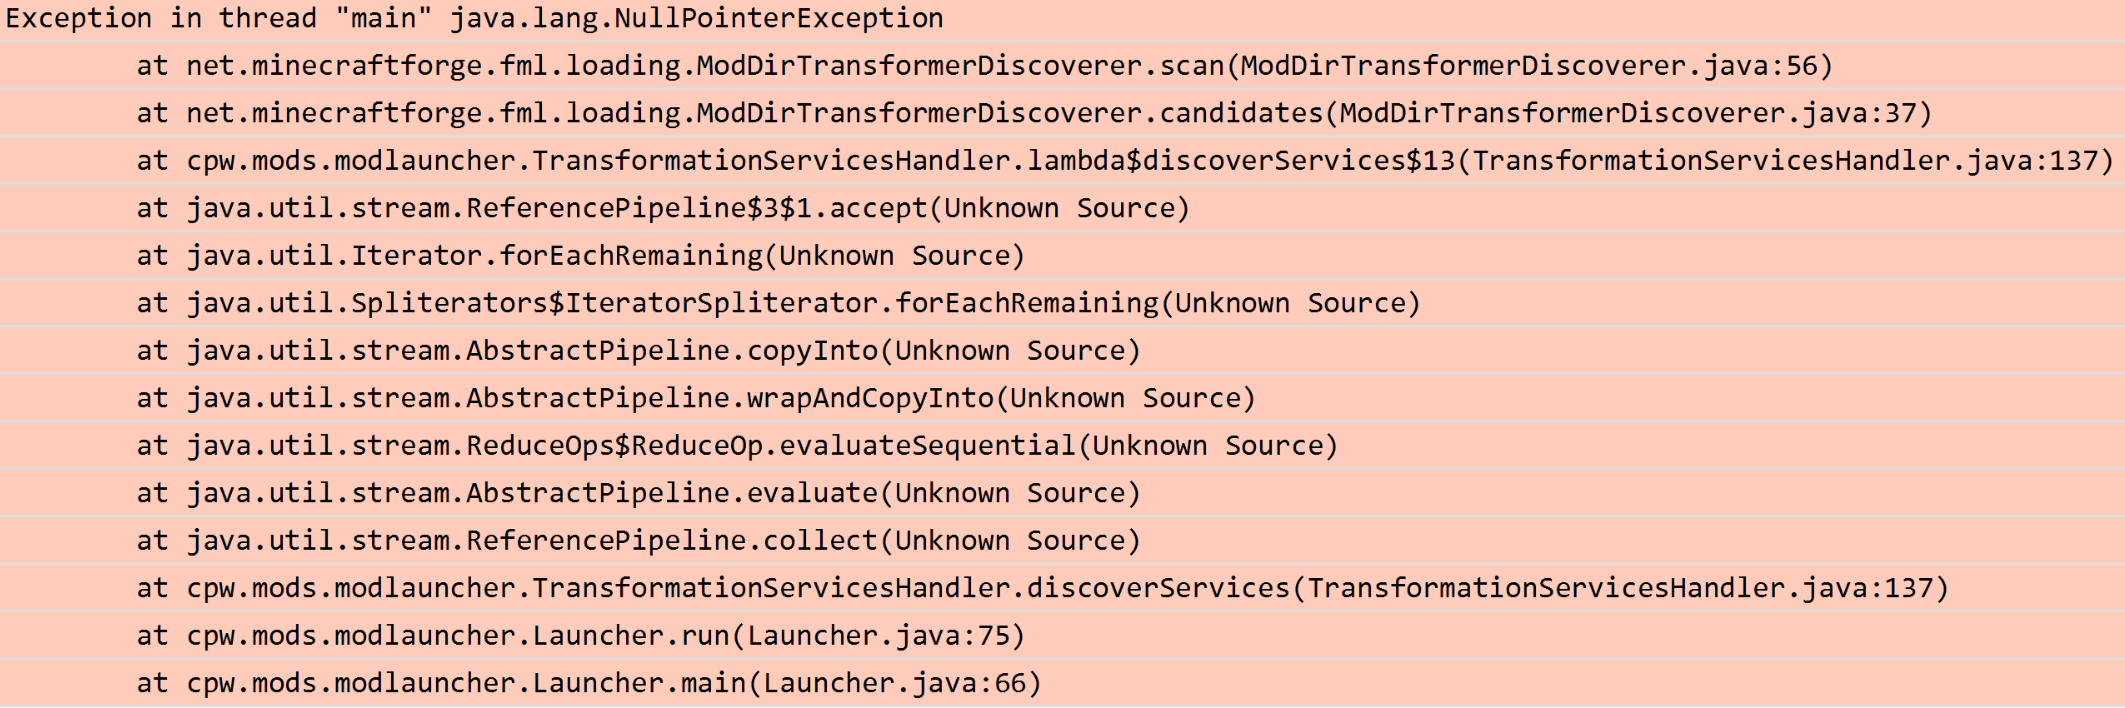 Exception in thread "main" java.lang.NullPointerException
at net.minecraftforge.fml.loading.ModDirTransformerDiscoverer.scan(ModDirTransformerDiscoverer.java:56)
at net.minecraftforge.fml.loading.ModDirTransformerDiscoverer.candidates(ModDirTransformerDiscoverer.java:37)
at cpw.mods.modlauncher.TransformationServicesHandler.lambda$discoverServices$13(TransformationServicesHandler.java:137)
at java.util.stream.ReferencePipeline$3$1.accept(Unknown Source)
at java.util.Iterator.forEachRemaining(Unknown Source)
at java.util.Spliterators$IteratorSpliterator.forEachRemaining(Unknown Source)
at java.util.stream.AbstractPipeline.copyInto(Unknown Source)
at java.util.stream.AbstractPipeline.wrapAndCopyInto(Unknown Source)
at java.util.stream.ReduceOps$ReduceOp.evaluateSequential(Unknown Source)
at java.util.stream.AbstractPipeline.evaluate(Unknown Source)
at java.util.stream.ReferencePipeline.collect(Unknown Source)
at cpw.mods.modlauncher.TransformationServicesHandler.discoverServices(TransformationServicesHandler.java:137)
at cpw.mods.modlauncher.Launcher.run(Launcher.java:75)
at cpw.mods.modlauncher.Launcher.main(Launcher.java:66)